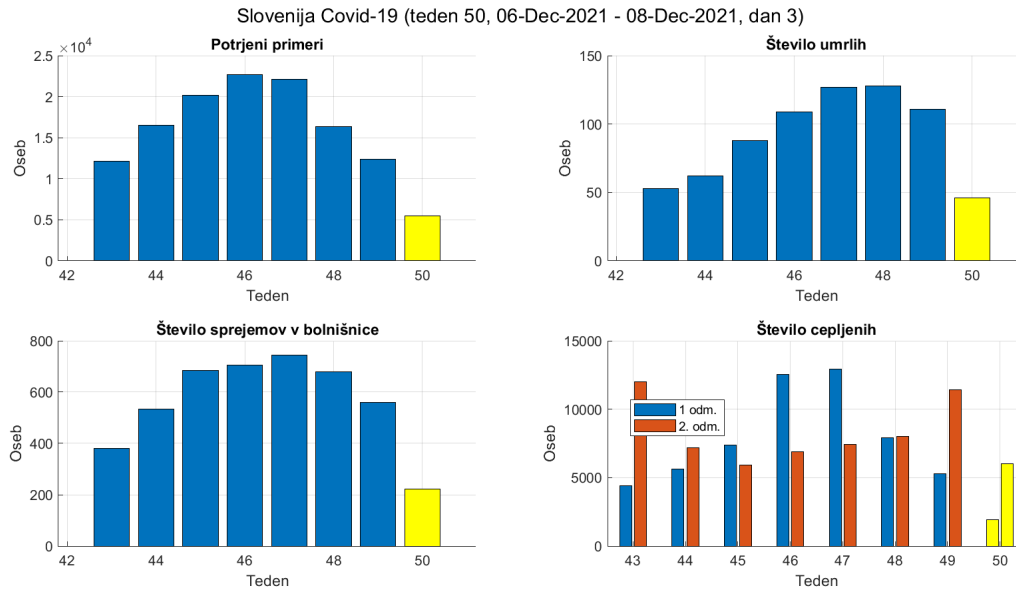 Slovenija Covid-19 (teden 50, 06-Dec-2021 - 08-Dec-2021, dan 3)
Potrjeni primeri
×10⁴
2.5
2
1.5
1
0.5
0
Oseb
42 44 46 48 50
Teden
Število umrlih
150
100
50
0
Oseb
42 44 46 48 50
Teden
Število sprejemov v bolnišnice
800
600
400
200
0
Oseb
42 44 46 48 50
Teden
Število cepljenih
15000
10000
5000
0
Oseb
1 odm.
2. odm.
43 44 45 46 47 48 49 50
Teden